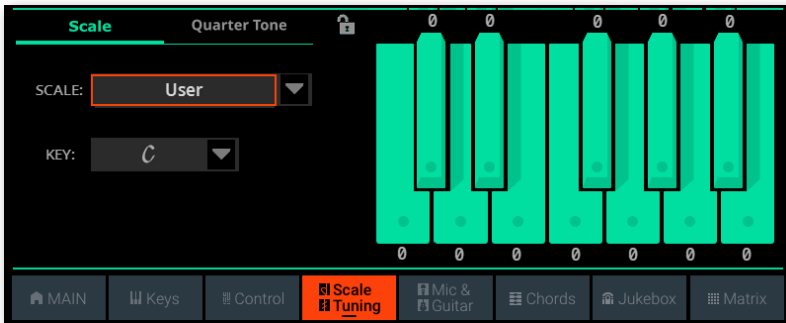 Scale Quarter Tone
0 0 0 0 0
SCALE: User
KEY: C
0 0 0 0 0 0 0
MAIN Keys Control Scale Tuning Mic & Guitar Chords Jukebox Matrix